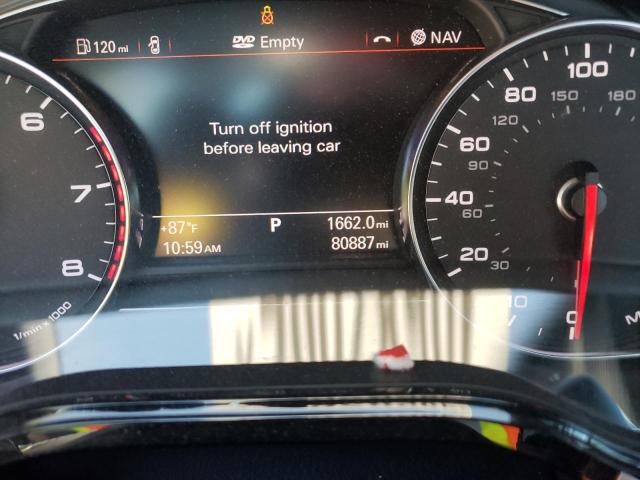 120 mi
DVD Empty
NAV
Turn off ignition
before leaving car
+87°F P 1662.0 mi
10:59 AM 80887 mi
6
7
8
1/min x 1000
100
80
60
40
20
10
0
180
150
120
90
60
30
M